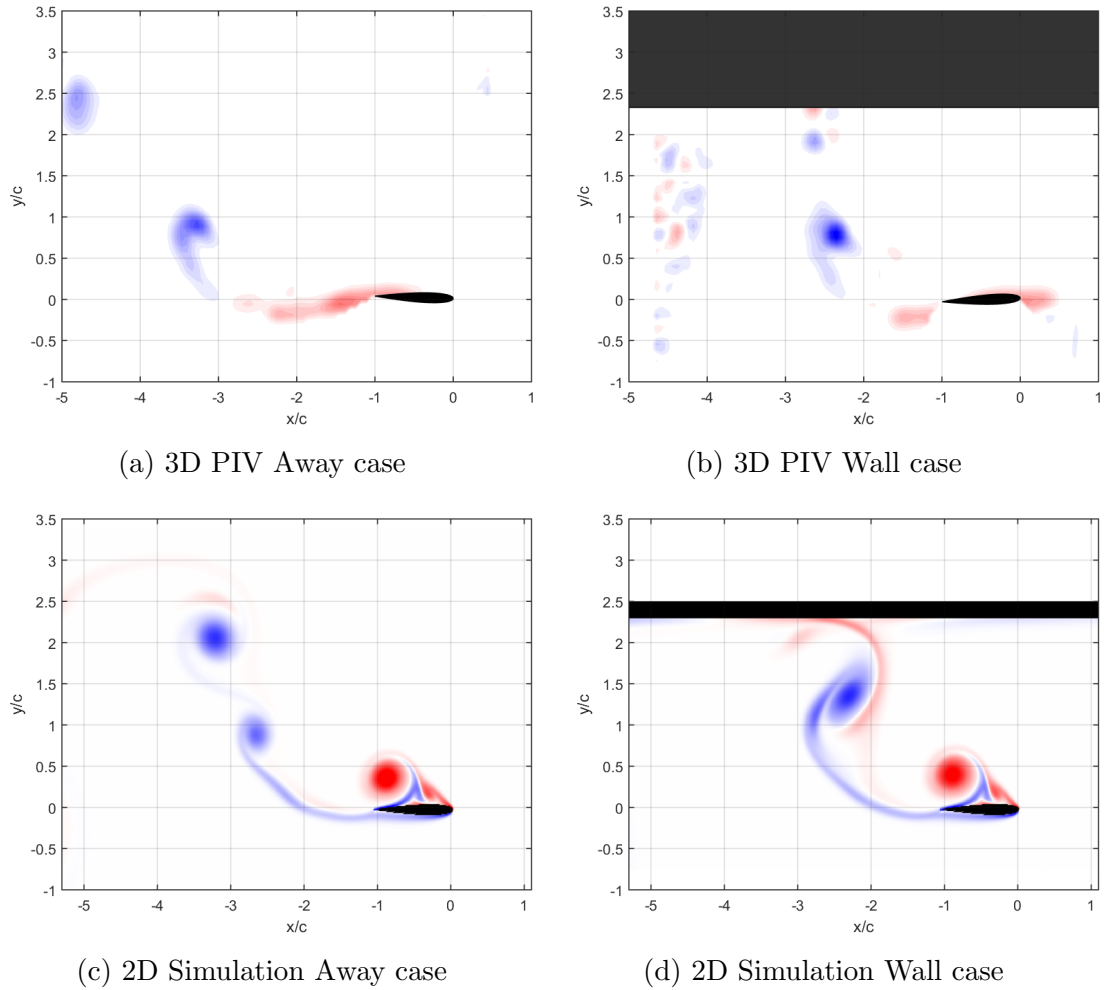 3.5
3
2.5
2
1.5
1
0.5
0
-0.5
-1
y/c
-5 -4 -3 -2 -1 0 1
x/c
(a) 3D PIV Away case
3.5
3
2.5
2
1.5
1
0.5
0
-0.5
-1
y/c
-5 -4 -3 -2 -1 0 1
x/c
(b) 3D PIV Wall case
3.5
3
2.5
2
1.5
1
0.5
0
-0.5
-1
y/c
-5 -4 -3 -2 -1 0 1
x/c
(c) 2D Simulation Away case
3.5
3
2.5
2
1.5
1
0.5
0
-0.5
-1
y/c
-5 -4 -3 -2 -1 0 1
x/c
(d) 2D Simulation Wall case